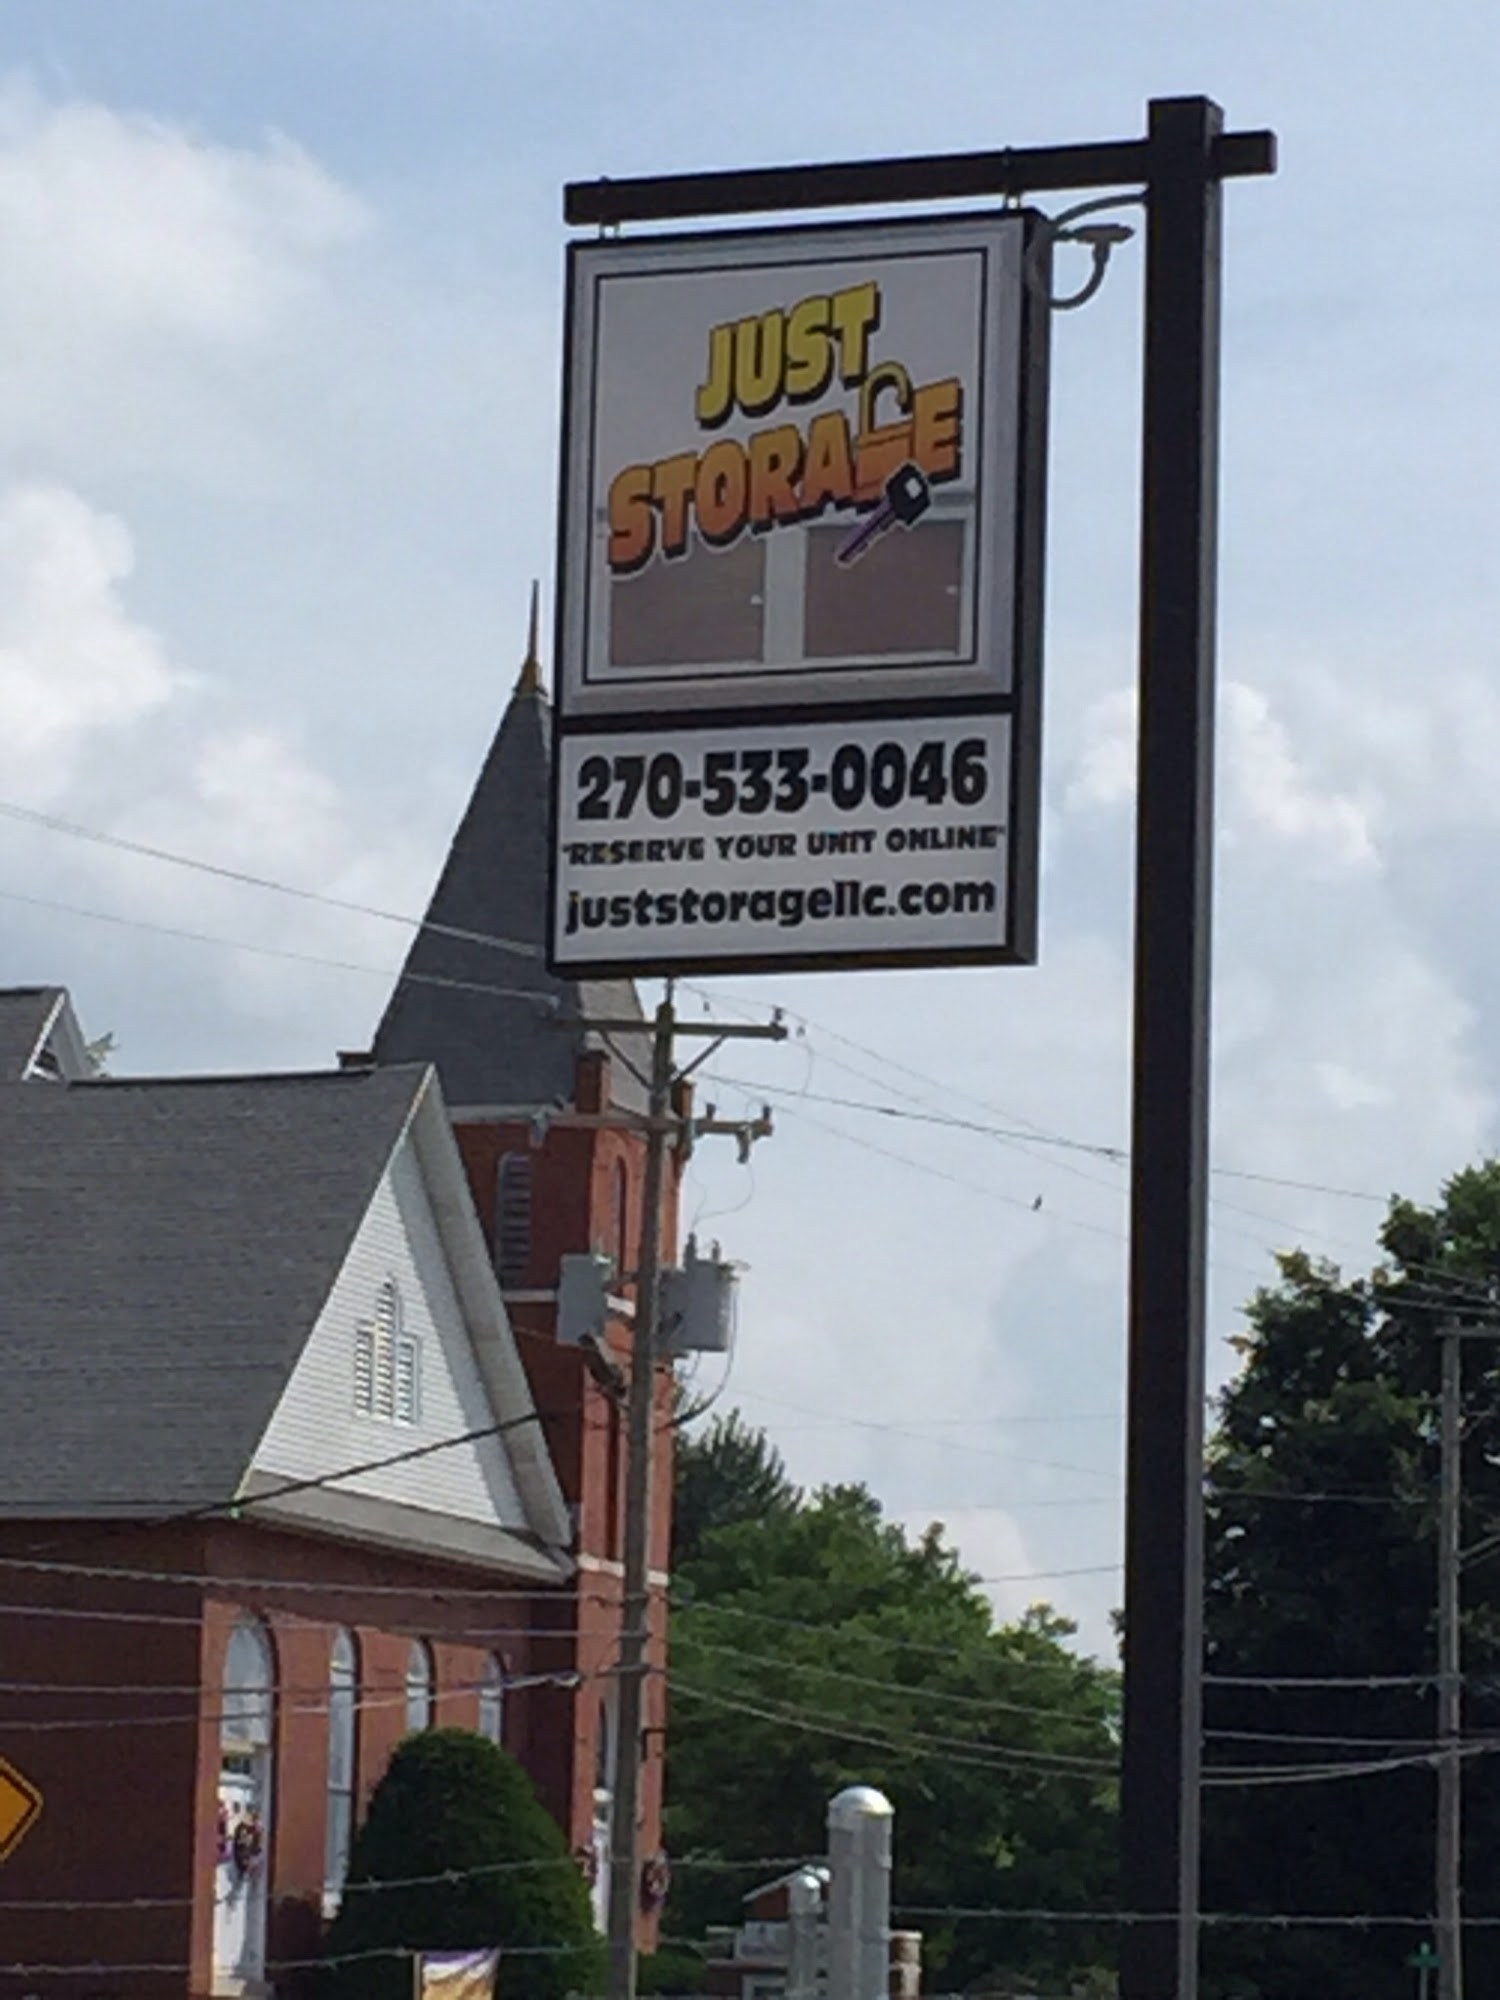 JUST
STORAGE
270-533-0046
"RESERVE YOUR UNIT ONLINE"
juststoragellc.com